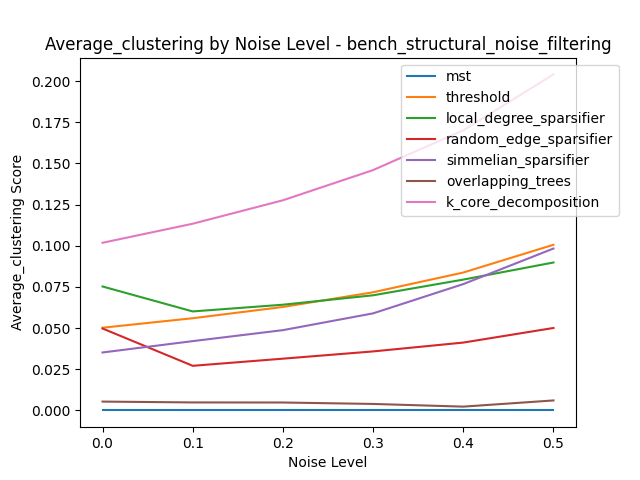 Average_clustering by Noise Level - bench_structural_noise_filtering
mst
threshold
local_degree_sparsifier
random_edge_sparsifier
simmelian_sparsifier
overlapping_trees
k_core_decomposition
Average_clustering Score
0.200
0.175
0.150
0.125
0.100
0.075
0.050
0.025
0.000
0.0 0.1 0.2 0.3 0.4 0.5
Noise Level